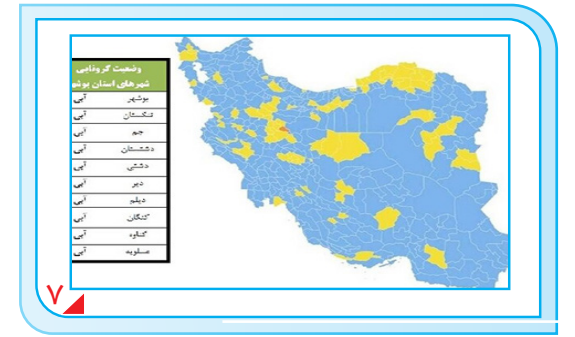 وضعیت کرونایی
شهرهای استان بوشهر
بوشهر آبی
تنگستان آبی
جم آبی
دشتستان آبی
دشتی آبی
دیر آبی
دیلم آبی
کنگان آبی
گناوه آبی
عسلویه آبی
۷